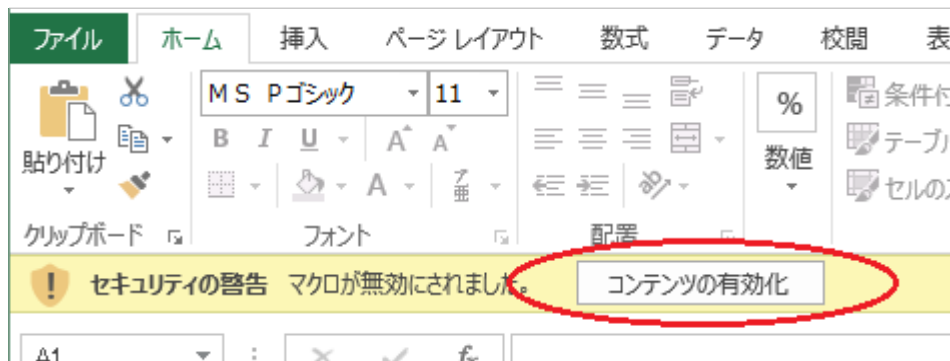 ファイル ホーム 挿入 ページ レイアウト 数式 データ 校閲 表
ＭＳ Ｐゴシック 11
貼り付け
B I U A A
A ア亜
% 数値
条件付
テーブル
セルのス
クリップボード フォント 配置
セキュリティの警告 マクロが無効にされました。 コンテンツの有効化
A1 fx